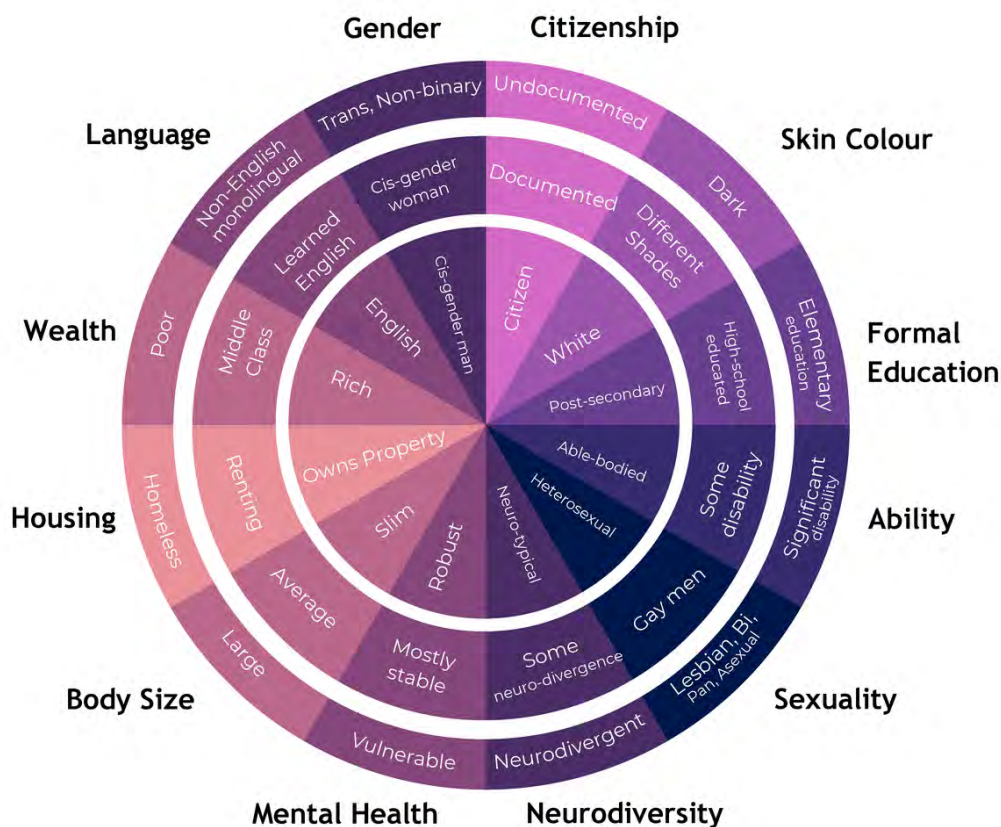 Gender
Citizenship
Language
Skin Colour
Wealth
Formal
Education
Housing
Ability
Body Size
Sexuality
Mental Health
Neurodiversity
Trans, Non-binary
Cis-gender
woman
Cis-gender man
Undocumented
Documented
Citizen
Dark
Different
Shades
White
Elementary
education
High-school
educated
Post-secondary
Significant
disability
Some
disability
Able-bodied
Lesbian, Bi,
Pan, Asexual
Gay men
Heterosexual
Neurodivergent
Some
neuro-divergence
Neuro-typical
Vulnerable
Mostly
stable
Robust
Large
Average
Slim
Homeless
Renting
Owns Property
Poor
Middle
Class
Rich
Non-English
monolingual
Learned
English
English